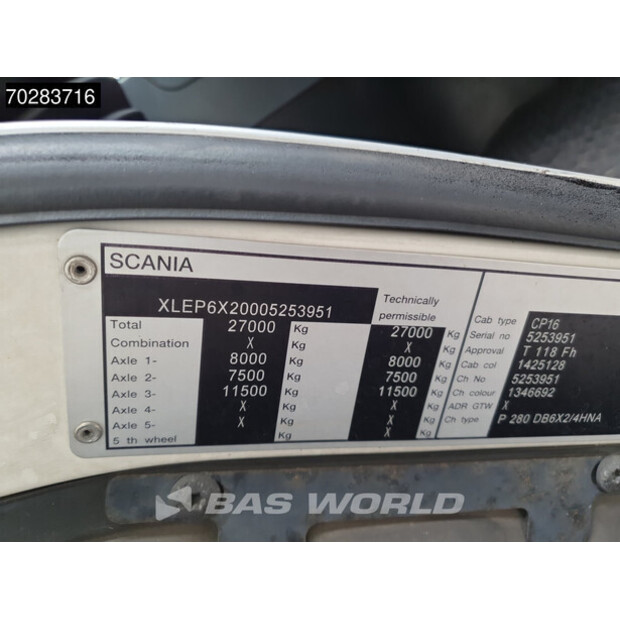 70283716
SCANIA
XLEP6X20005253951
Technically
permissible
Total 27000 Kg 27000 Kg
Combination X Kg X Kg
Axle 1- 8000 Kg 8000 Kg
Axle 2- 7500 Kg 7500 Kg
Axle 3- 11500 Kg 11500 Kg
Axle 4- X Kg X Kg
Axle 5- X Kg X Kg
5 th wheel Kg Kg
Cab type CP16
Serial no 5253951
Approval T 118 Fh
Cab col 1425128
Ch No 5253951
Ch colour 1346692
ADR GTW X
Ch type P 280 DB6X2/4HNA
BAS WORLD